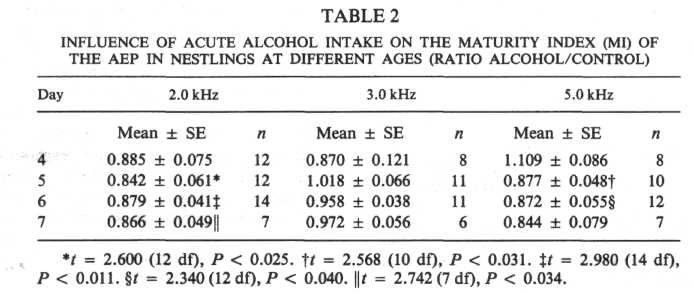 TABLE 2
INFLUENCE OF ACUTE ALCOHOL INTAKE ON THE MATURITY INDEX (MI) OF
THE AEP IN NESTLINGS AT DIFFERENT AGES (RATIO ALCOHOL/CONTROL)
Day 2.0 kHz 3.0 kHz 5.0 kHz
Mean ± SE n Mean ± SE n Mean ± SE n
4 0.885 ± 0.075 12 0.870 ± 0.121 8 1.109 ± 0.086 8
5 0.842 ± 0.061* 12 1.018 ± 0.066 11 0.877 ± 0.048† 10
6 0.879 ± 0.041‡ 14 0.958 ± 0.038 11 0.872 ± 0.055§ 12
7 0.866 ± 0.049‖ 7 0.972 ± 0.056 6 0.844 ± 0.079 7
*t = 2.600 (12 df), P < 0.025. †t = 2.568 (10 df), P < 0.031. ‡t = 2.980 (14 df),
P < 0.011. §t = 2.340 (12 df), P < 0.040. ‖t = 2.742 (7 df), P < 0.034.